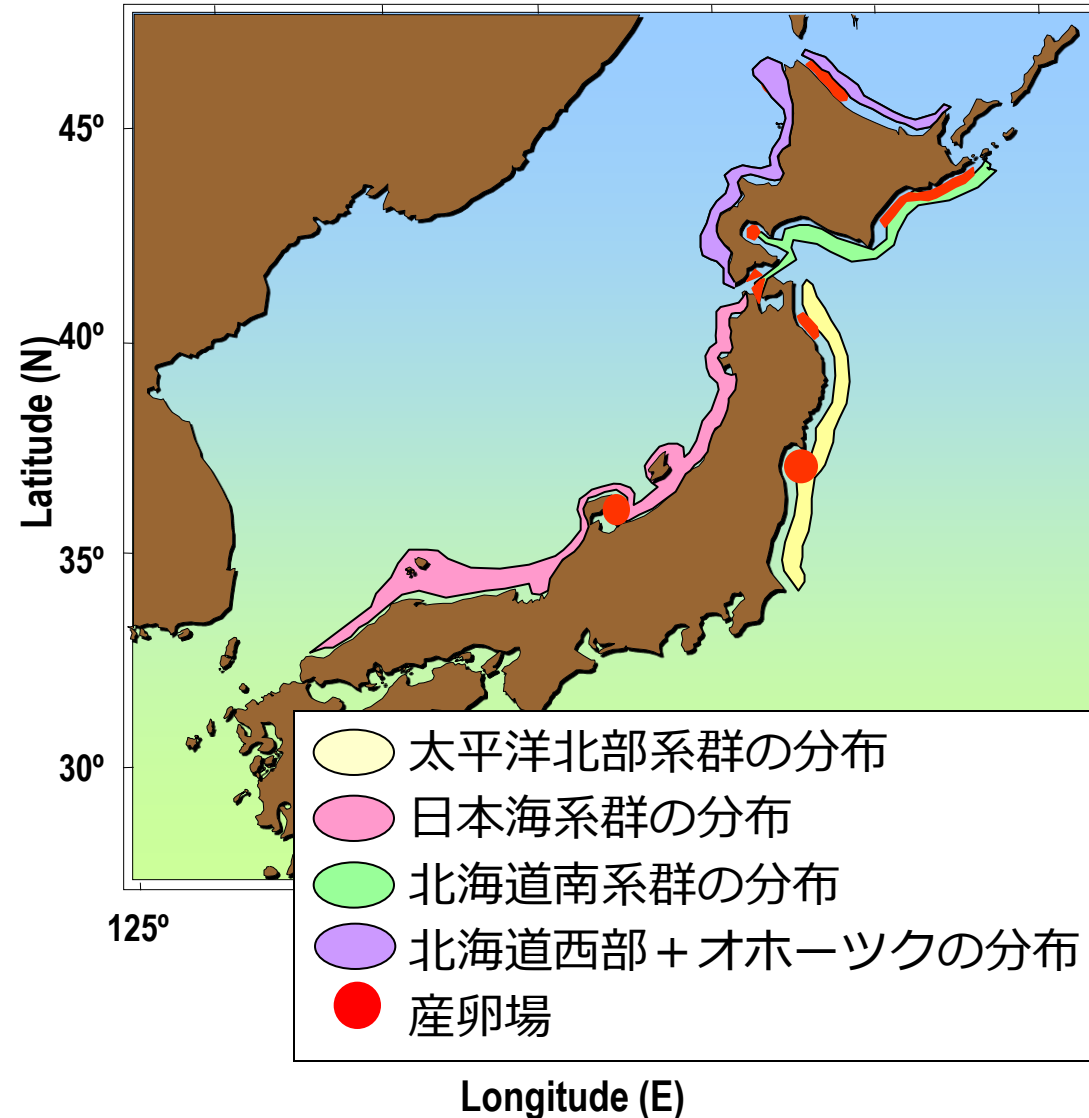 45º
40º
35º
30º
Latitude (N)
125º
太平洋北部系群の分布
日本海系群の分布
北海道南系群の分布
北海道西部＋オホーツクの分布
産卵場
Longitude (E)